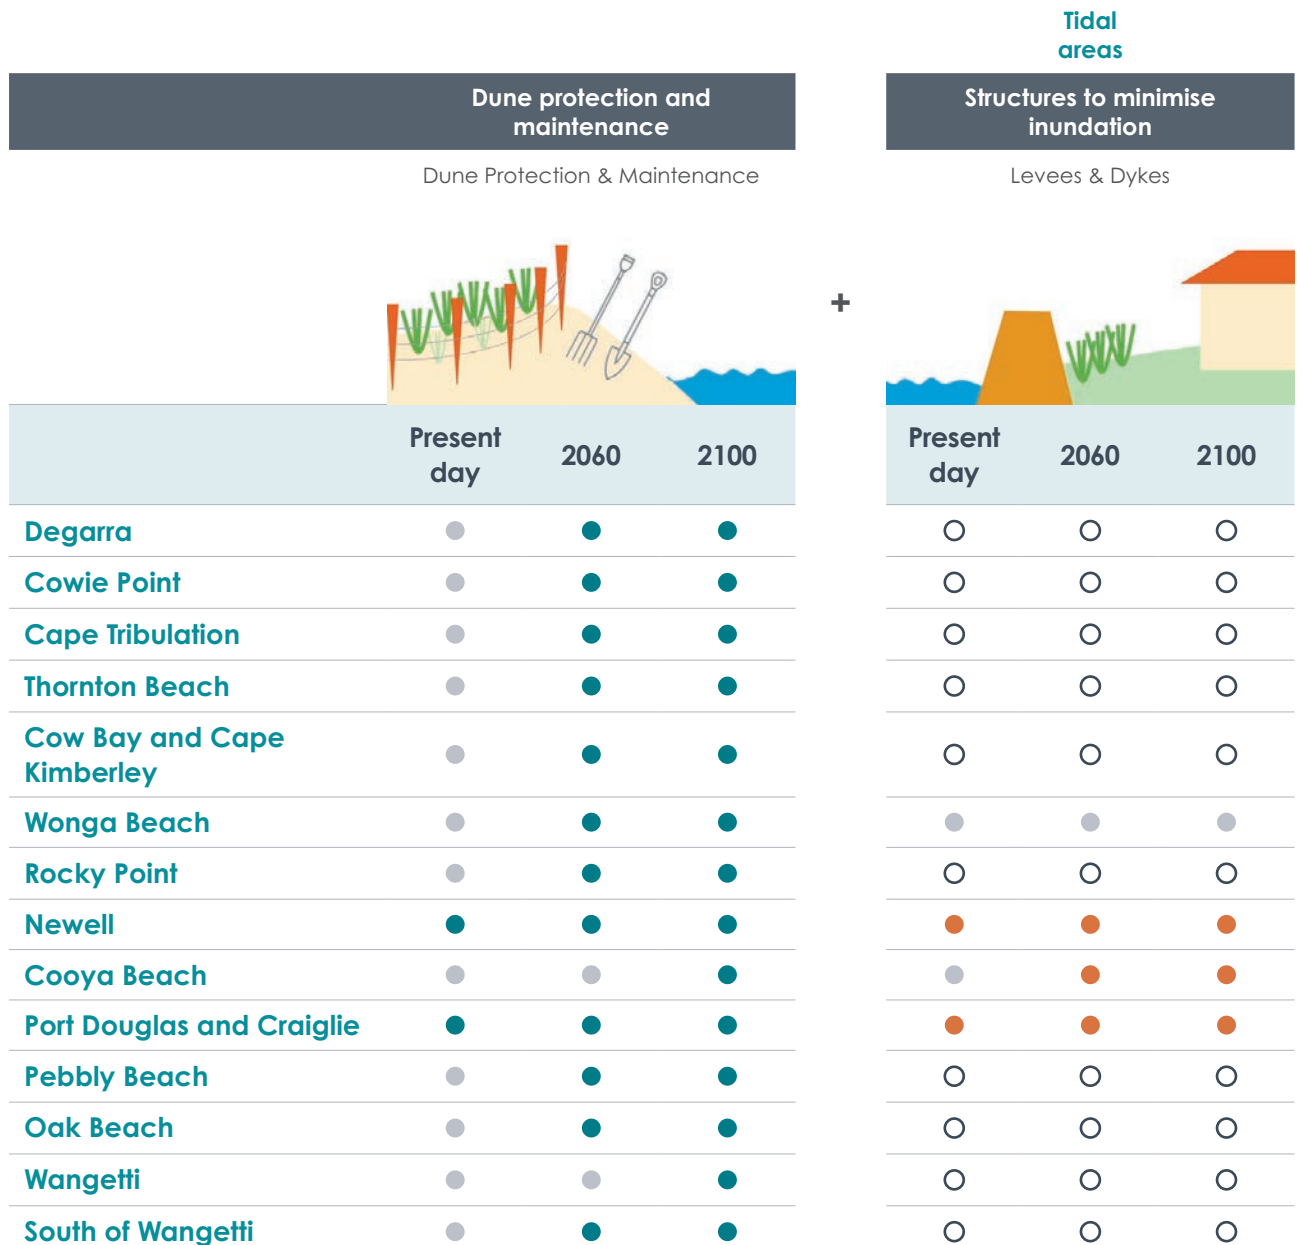 Tidal
areas
Dune protection and
maintenance
Structures to minimise
inundation
Dune Protection & Maintenance
Levees & Dykes
+
Present
day
2060
2100
Present
day
2060
2100
Degarra
Cowie Point
Cape Tribulation
Thornton Beach
Cow Bay and Cape
Kimberley
Wonga Beach
Rocky Point
Newell
Cooya Beach
Port Douglas and Craiglie
Pebbly Beach
Oak Beach
Wangetti
South of Wangetti